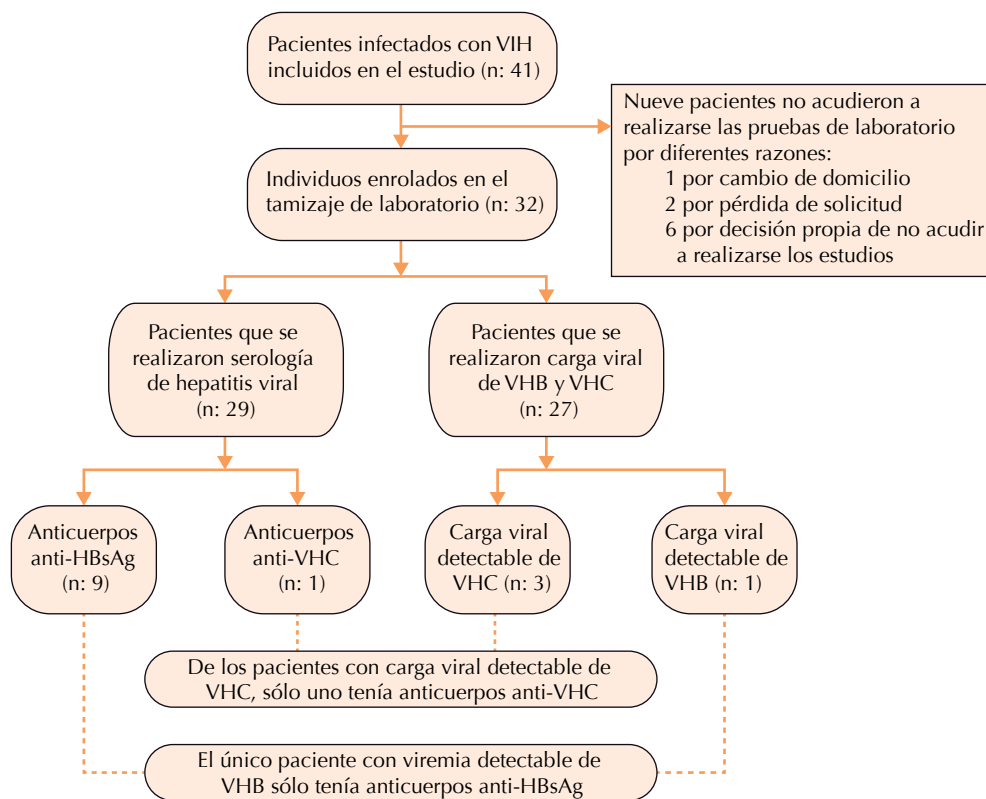 Pacientes infectados con VIH
incluidos en el estudio (n: 41)
Nueve pacientes no acudieron a
realizarse las pruebas de laboratorio
por diferentes razones:
1 por cambio de domicilio
2 por pérdida de solicitud
6 por decisión propia de no acudir
a realizarse los estudios
Individuos enrolados en el
tamizaje de laboratorio (n: 32)
Pacientes que se
realizaron serología
de hepatitis viral
(n: 29)
Pacientes que se
realizaron carga viral
de VHB y VHC
(n: 27)
Anticuerpos
anti-HBsAg
(n: 9)
Anticuerpos
anti-VHC
(n: 1)
Carga viral
detectable de
VHC (n: 3)
Carga viral
detectable de
VHB (n: 1)
De los pacientes con carga viral detectable de
VHC, sólo uno tenía anticuerpos anti-VHC
El único paciente con viremia detectable de
VHB sólo tenía anticuerpos anti-HBsAg